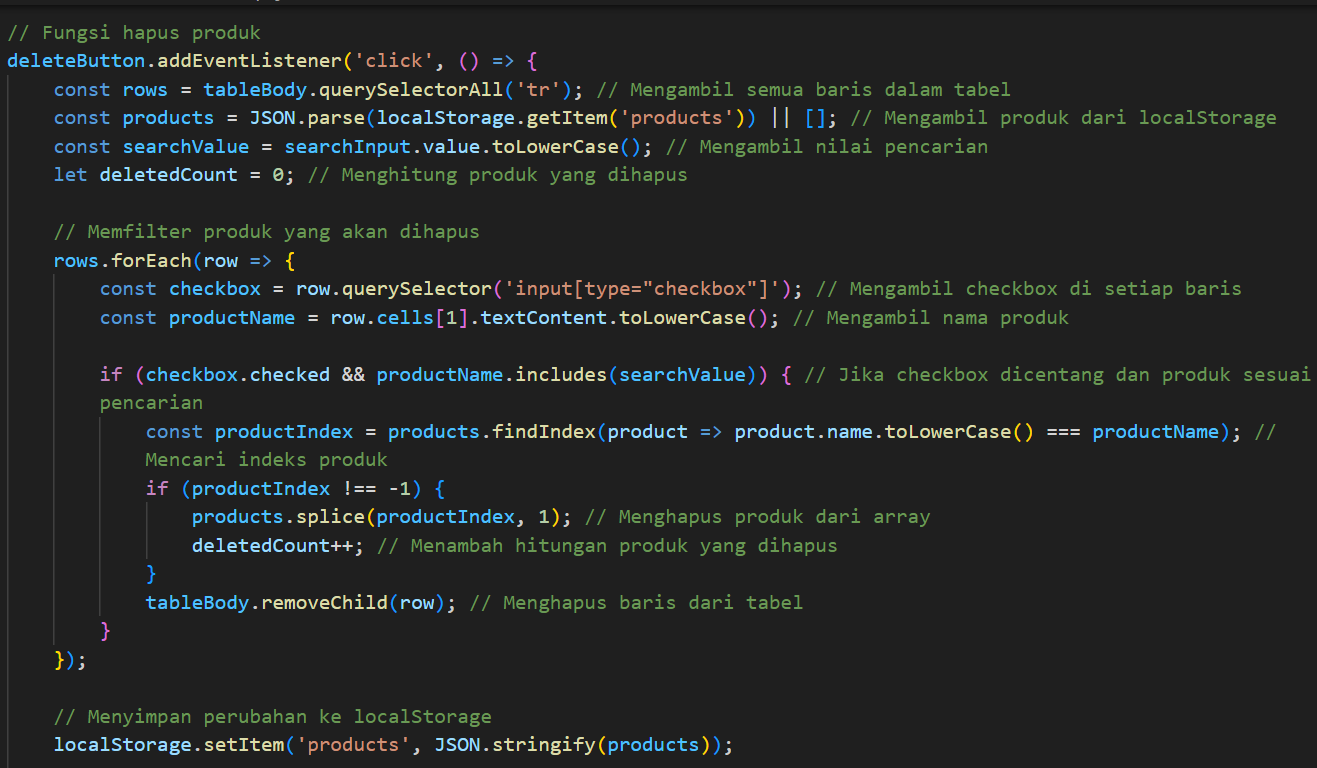 // Fungsi hapus produk
deleteButton.addEventListener('click', () => {
    const rows = tableBody.querySelectorAll('tr'); // Mengambil semua baris dalam tabel
    const products = JSON.parse(localStorage.getItem('products')) || []; // Mengambil produk dari localStorage
    const searchValue = searchInput.value.toLowerCase(); // Mengambil nilai pencarian
    let deletedCount = 0; // Menghitung produk yang dihapus

    // Memfilter produk yang akan dihapus
    rows.forEach(row => {
        const checkbox = row.querySelector('input[type="checkbox"]'); // Mengambil checkbox di setiap baris
        const productName = row.cells[1].textContent.toLowerCase(); // Mengambil nama produk

        if (checkbox.checked && productName.includes(searchValue)) { // Jika checkbox dicentang dan produk sesuai
        pencarian
            const productIndex = products.findIndex(product => product.name.toLowerCase() === productName); //
            Mencari indeks produk
            if (productIndex !== -1) {
                products.splice(productIndex, 1); // Menghapus produk dari array
                deletedCount++; // Menambah hitungan produk yang dihapus
            }
            tableBody.removeChild(row); // Menghapus baris dari tabel
        }
    });

    // Menyimpan perubahan ke localStorage
    localStorage.setItem('products', JSON.stringify(products));